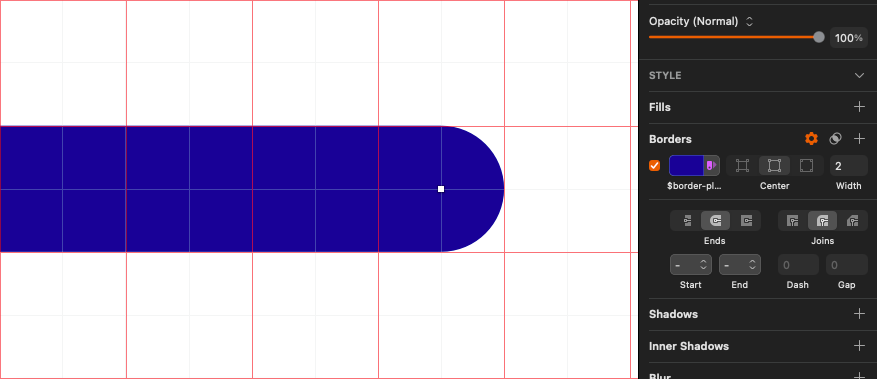 Opacity (Normal)
100%
STYLE
Fills
Borders
2
$border-pl...
Center
Width
Ends
Joins
-
-
0
0
Start
End
Dash
Gap
Shadows
Inner Shadows
Blur